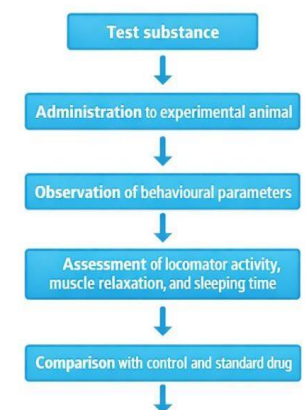 Test substance
Administration to experimental animal
Observation of behavioural parameters
Assessment of locomator activity,
muscle relaxation, and sleeping time
Comparison with control and standard drug